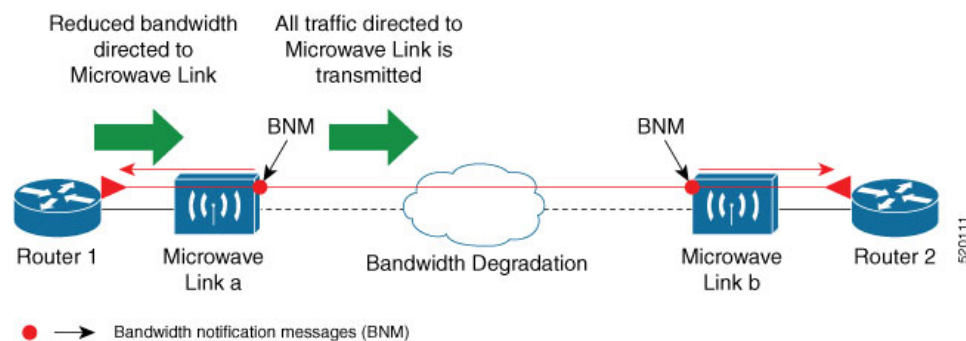 Reduced bandwidth
directed to
Microwave Link
All traffic directed to
Microwave Link is
transmitted
BNM
BNM
Router 1
Microwave
Link a
Bandwidth Degradation
Microwave
Link b
Router 2
520111
Bandwidth notification messages (BNM)